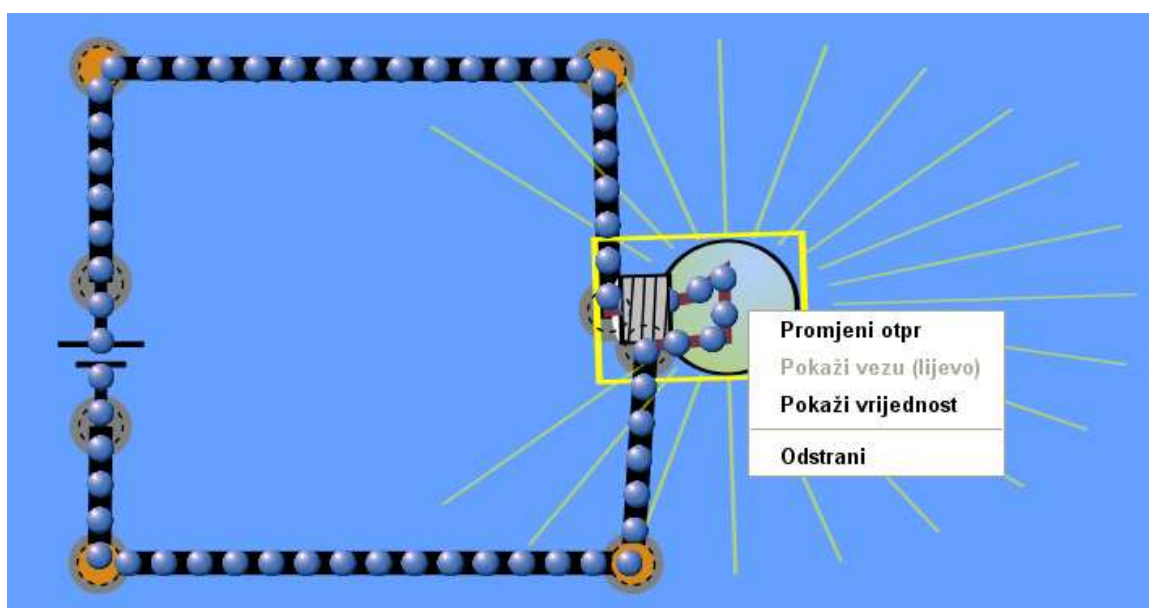 Promjeni otpr
Pokaži vezu (lijevo)
Pokaži vrijednost
Odstrani